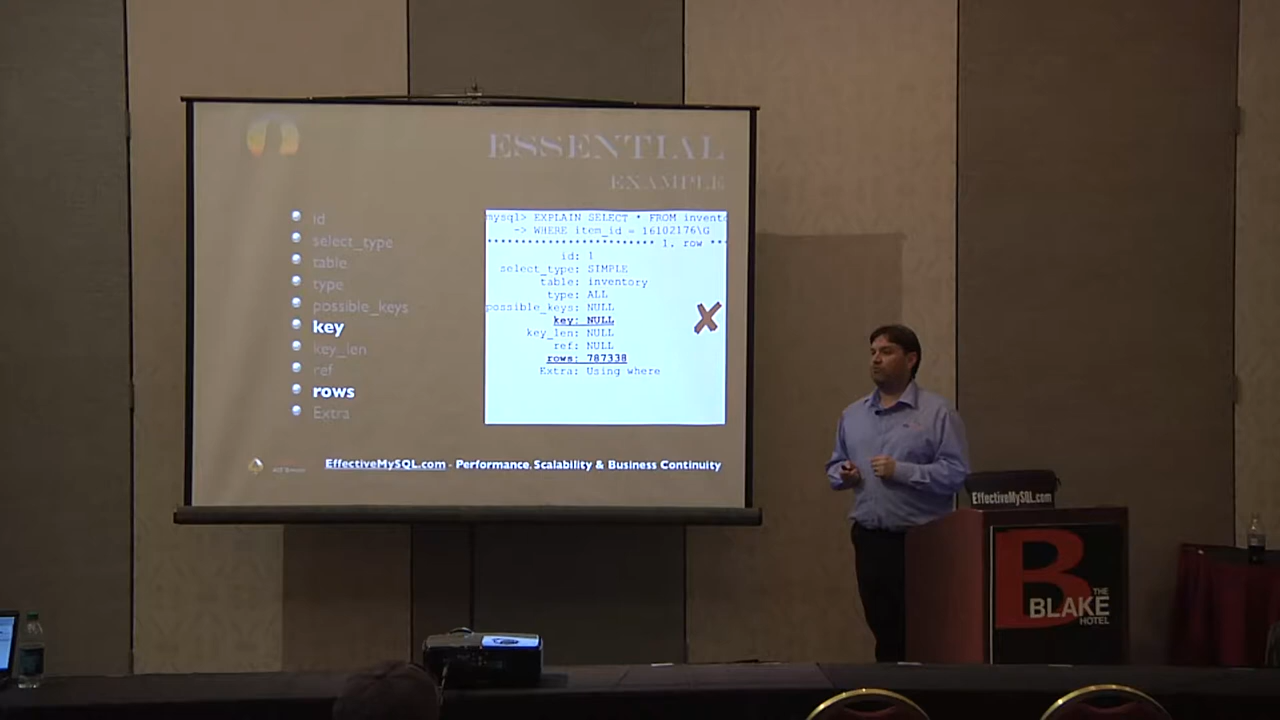 ESSENTIAL
EXAMPLE
id
select_type
table
type
possible_keys
key
key_len
ref
rows
Extra
mysql> EXPLAIN SELECT * FROM invento
-> WHERE item_id = 16102176\G
*************************** 1. row ***
id: 1
select_type: SIMPLE
table: inventory
type: ALL
possible_keys: NULL
key: NULL
key_len: NULL
ref: NULL
rows: 787338
Extra: Using where
EffectiveMySQL.com - Performance, Scalability & Business Continuity
EffectiveMySQL.com
B
THE
BLAKE
HOTEL